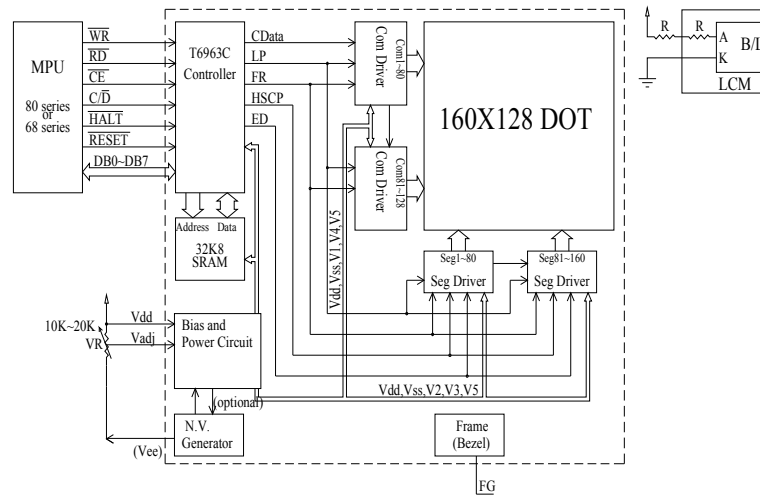 MPU
80 series
or
68 series
WR
RD
CE
C/D
HALT
RESET
DB0~DB7
T6963C
Controller
CData
LP
FR
HSCP
ED
Com Driver
Com1~80
Com Driver
Com81~128
160X128 DOT
R
R
A
B/L
K
LCM
Address
Data
32K8
SRAM
Vdd,Vss,V1,V4,V5
Seg1~80
Seg Driver
Seg81~160
Seg Driver
10K~20K
VR
Vdd
Vadj
Bias and
Power Circuit
Vdd,Vss,V2,V3,V5
(optional)
N.V.
Generator
(Vee)
Frame
(Bezel)
FG